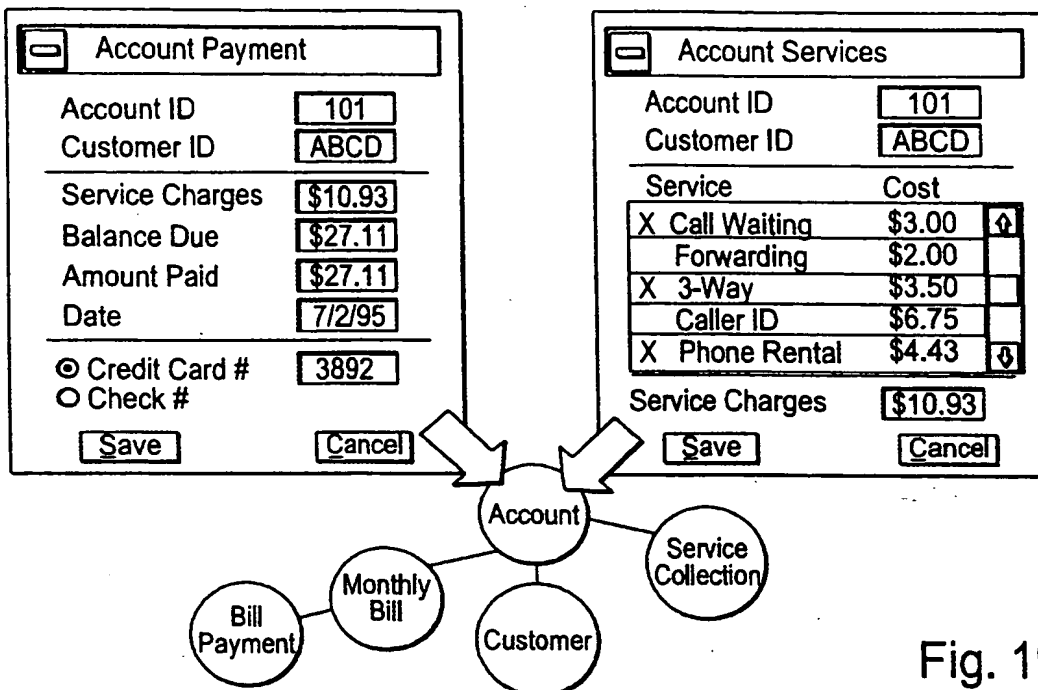 Account Payment
Account ID 101
Customer ID ABCD
Service Charges $10.93
Balance Due $27.11
Amount Paid $27.11
Date 7/2/95
Credit Card # 3892
Check #
Save Cancel
Account Services
Account ID 101
Customer ID ABCD
Service Cost
X Call Waiting $3.00
Forwarding $2.00
X 3-Way $3.50
Caller ID $6.75
X Phone Rental $4.43
Service Charges $10.93
Save Cancel
Account
Service
Collection
Monthly
Bill
Bill
Payment
Customer
Fig.